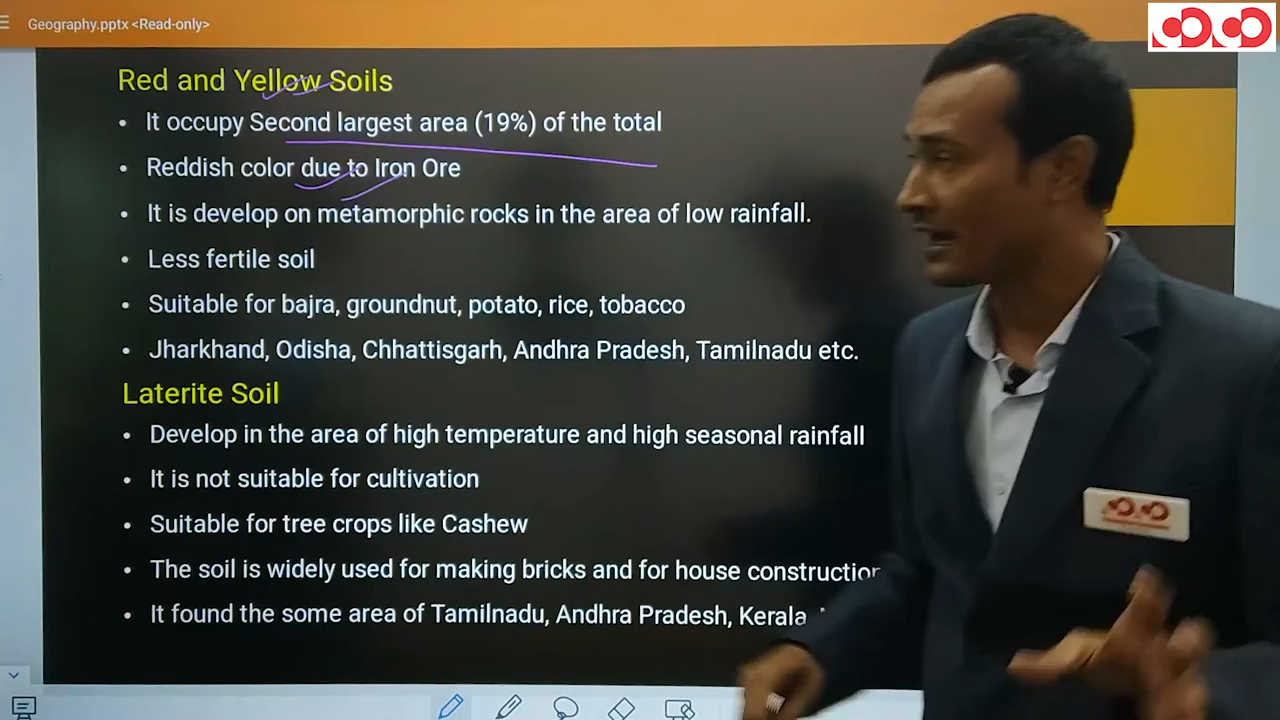 Geography.pptx <Read-only>
Red and Yellow Soils
• It occupy Second largest area (19%) of the total
• Reddish color due to Iron Ore
• It is develop on metamorphic rocks in the area of low rainfall.
• Less fertile soil
• Suitable for bajra, groundnut, potato, rice, tobacco
• Jharkhand, Odisha, Chhattisgarh, Andhra Pradesh, Tamilnadu etc.
Laterite Soil
• Develop in the area of high temperature and high seasonal rainfall
• It is not suitable for cultivation
• Suitable for tree crops like Cashew
• The soil is widely used for making bricks and for house construction
• It found the some area of Tamilnadu, Andhra Pradesh, Kerala,